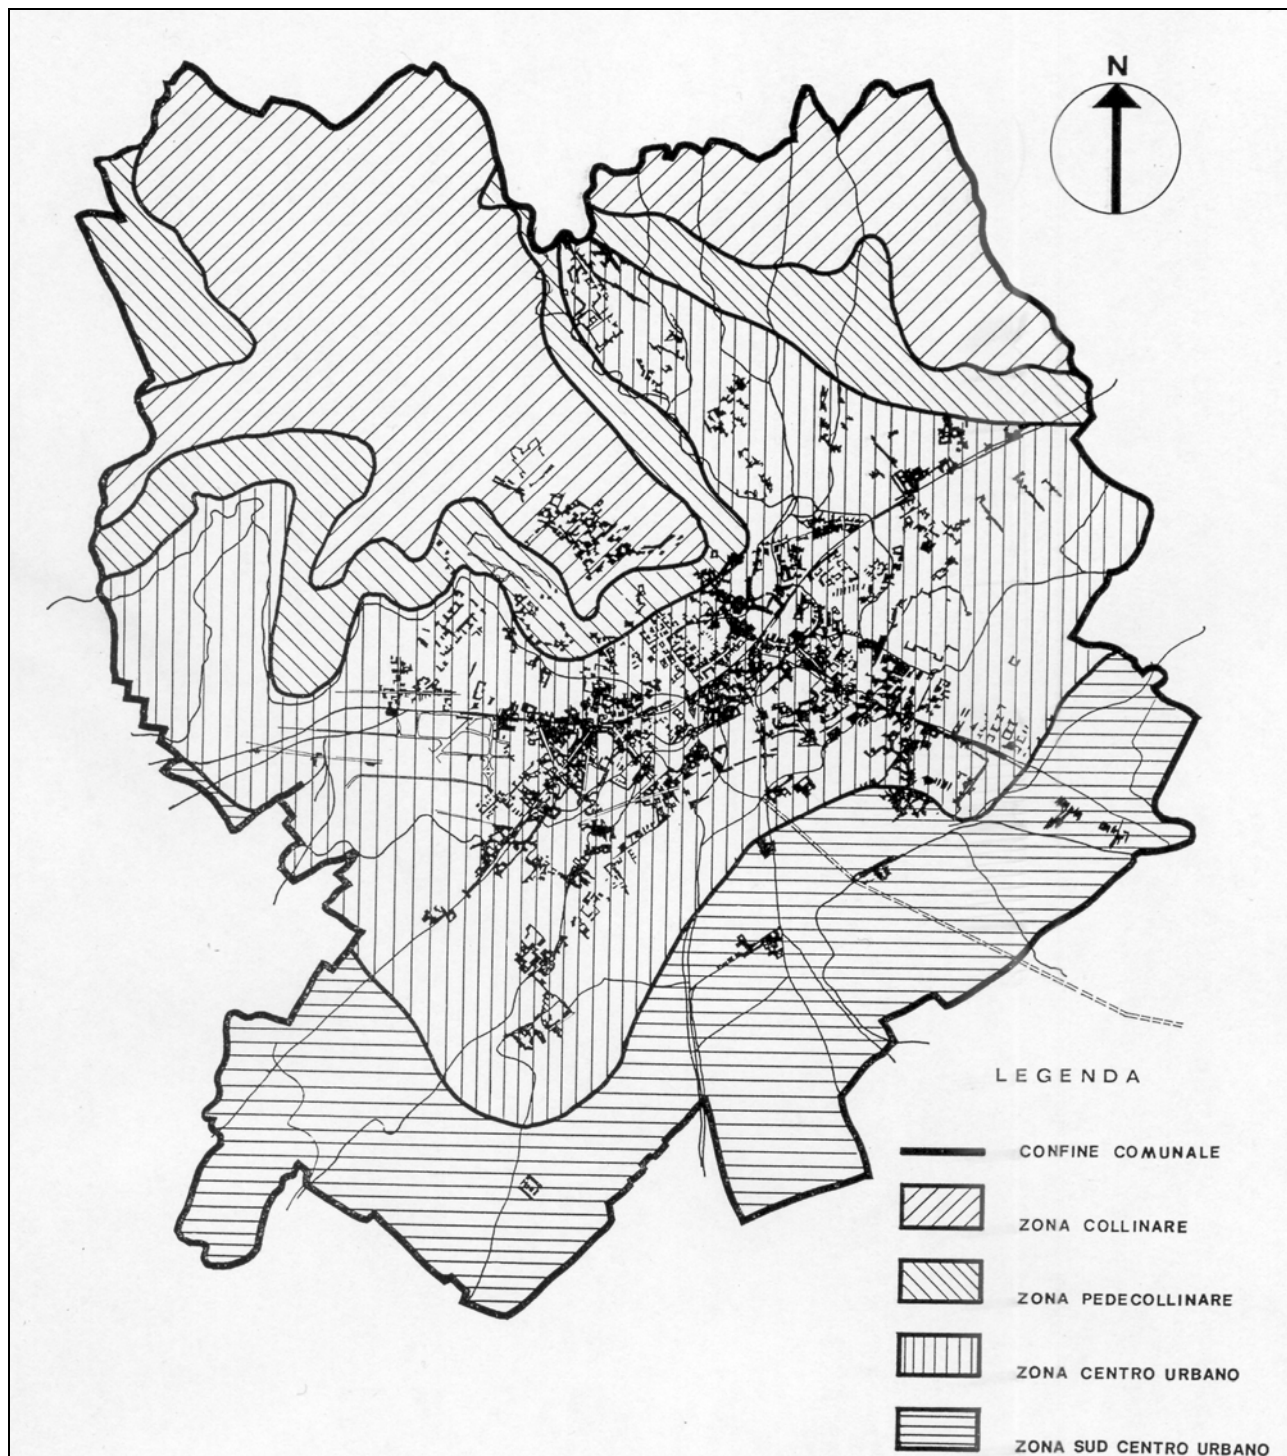 N
LEGENDA
CONFINE COMUNALE
ZONA COLLINARE
ZONA PEDECOLLINARE
ZONA CENTRO URBANO
ZONA SUD CENTRO URBANO